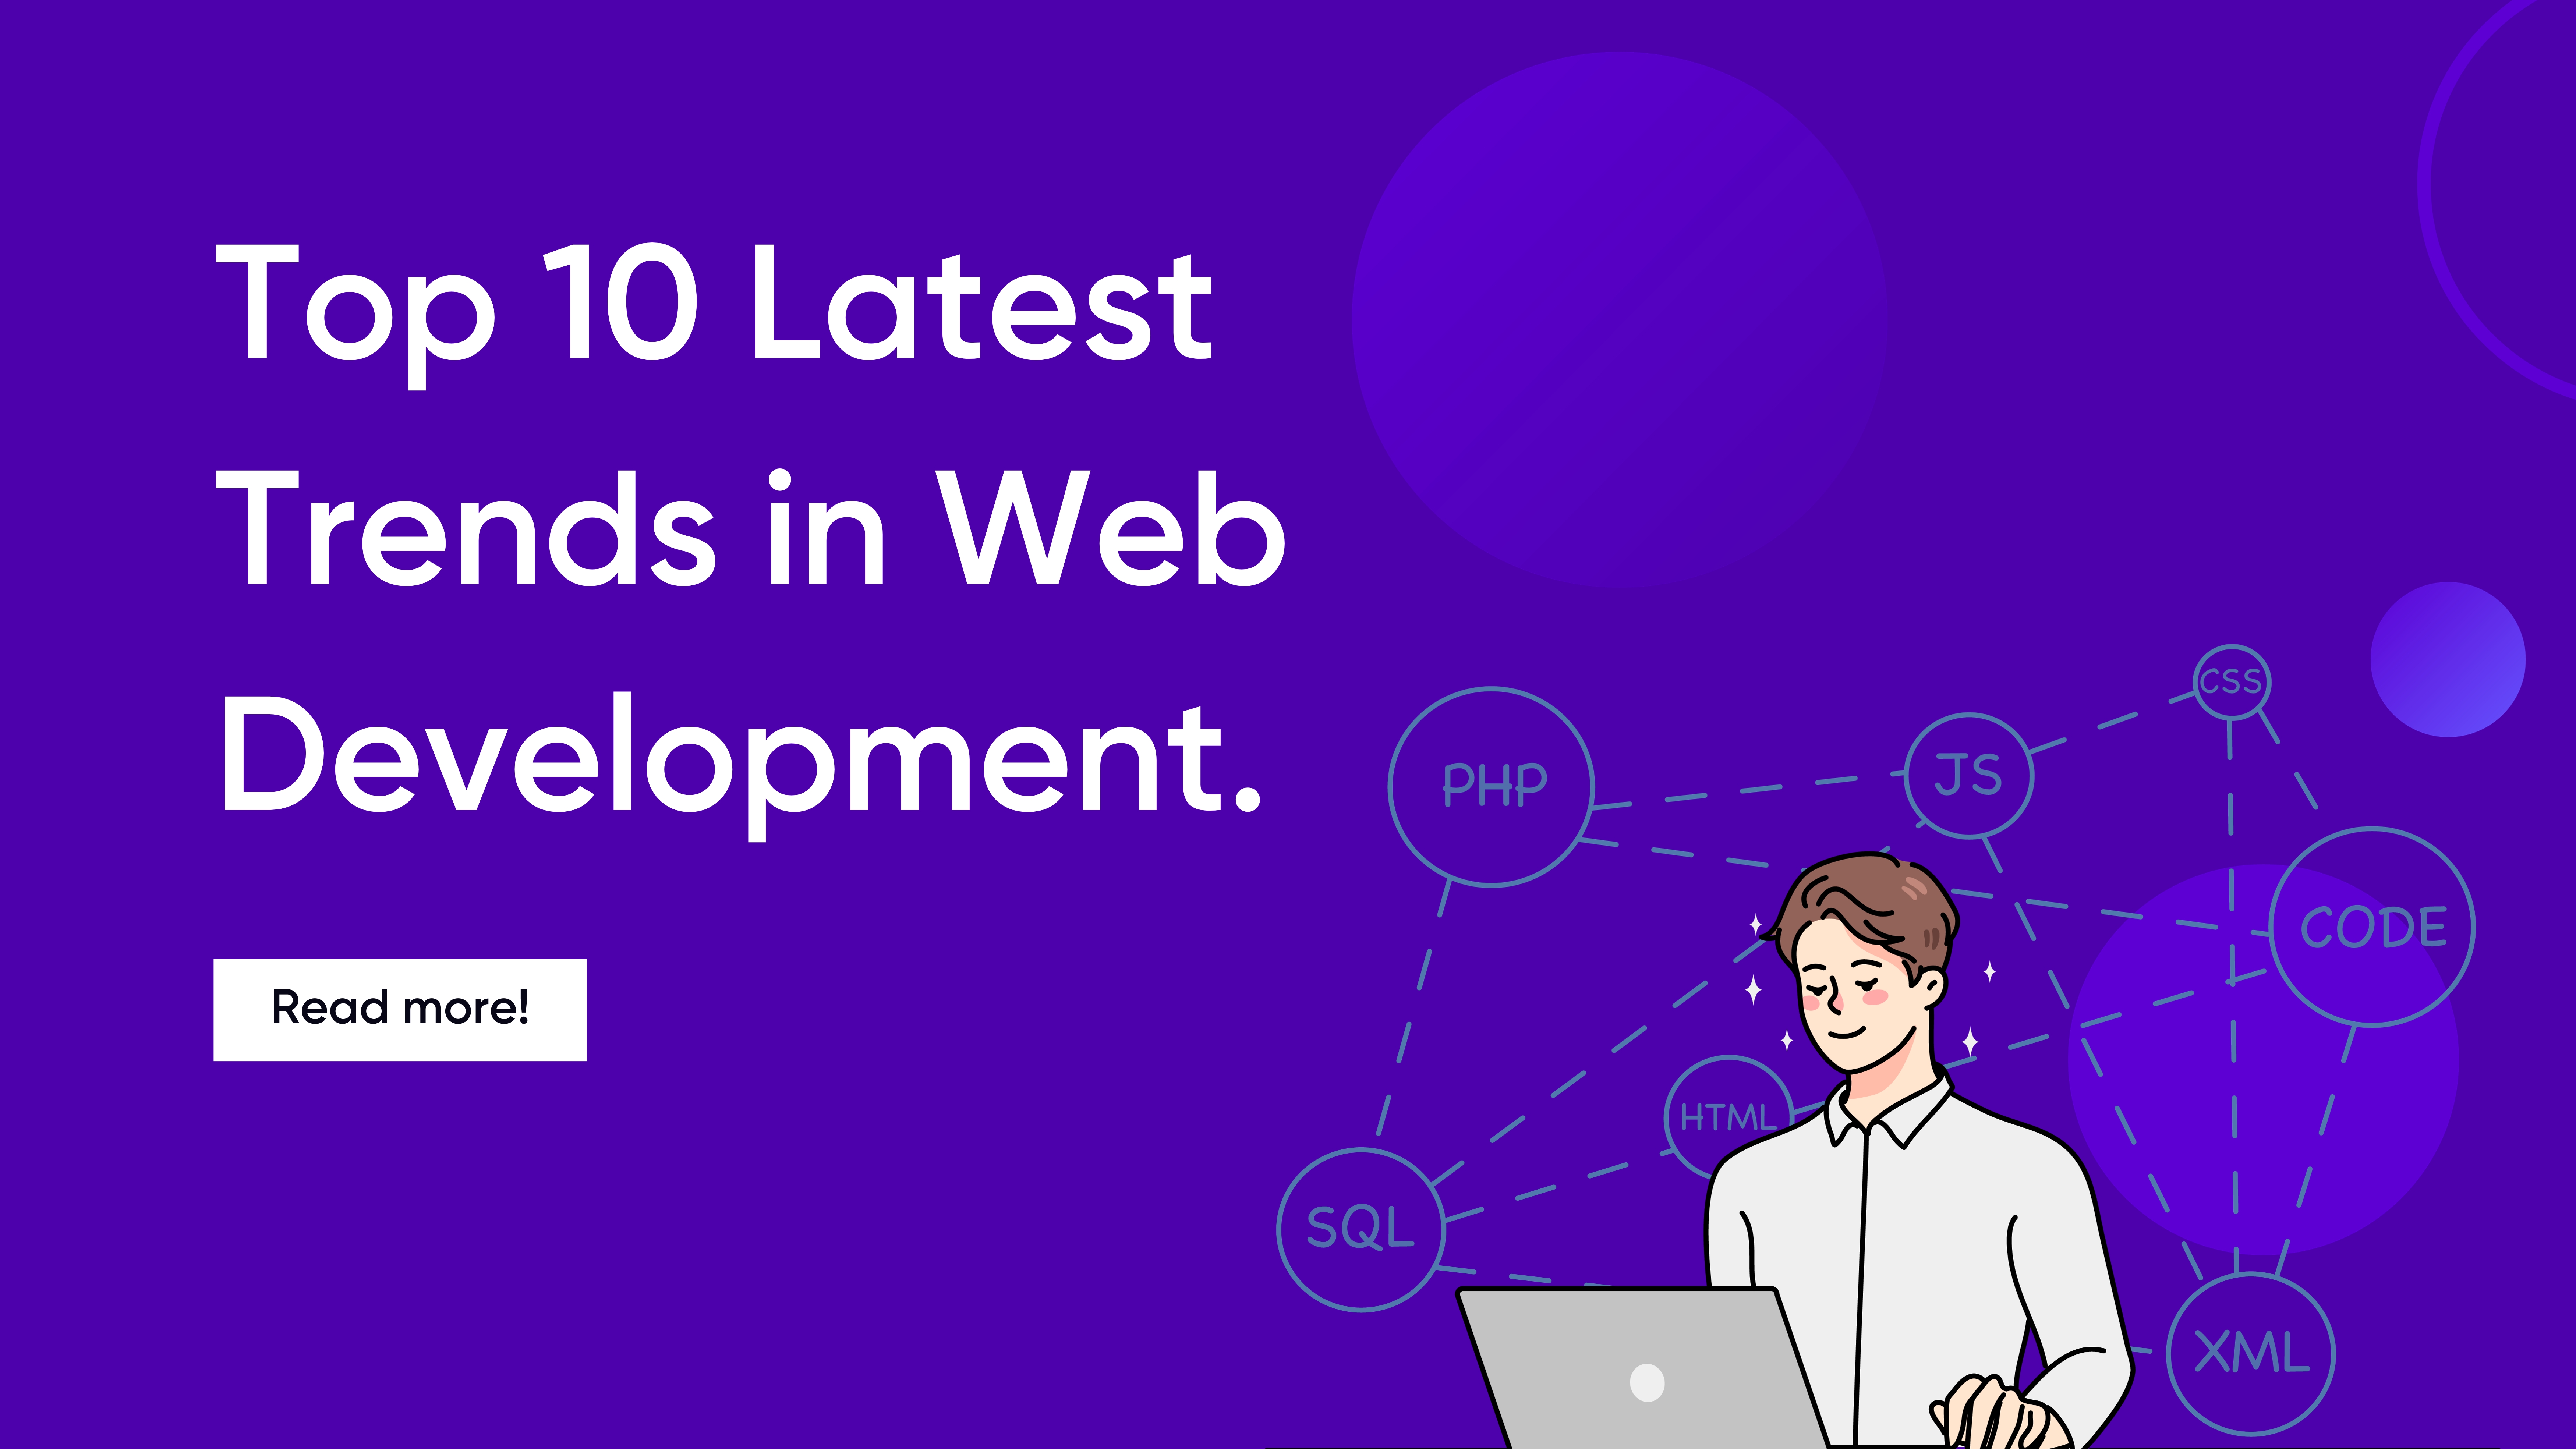 Top 10 Latest
Trends in Web
Development.
Read more!
CSS
PHP
JS
CODE
HTML
SQL
XML